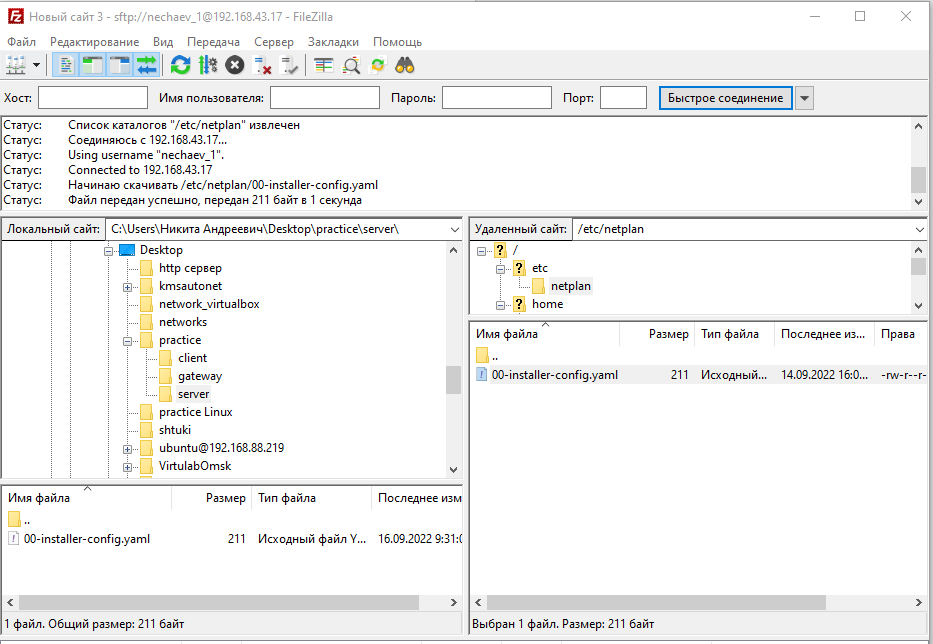 Новый сайт 3 - sftp://nechaev_1@192.168.43.17 - FileZilla
Файл Редактирование Вид Передача Сервер Закладки Помощь
Хост: Имя пользователя: Пароль: Порт: Быстрое соединение
Статус: Список каталогов "/etc/netplan" извлечен
Статус: Соединяюсь с 192.168.43.17...
Статус: Using username "nechaev_1".
Статус: Connected to 192.168.43.17
Статус: Начинаю скачивать /etc/netplan/00-installer-config.yaml
Статус: Файл передан успешно, передан 211 байт в 1 секунда
Локальный сайт: C:\Users\Никита Андреевич\Desktop\practice\server\
Desktop
http сервер
kmsautonet
network_virtualbox
networks
practice
client
gateway
server
practice Linux
shtuki
ubuntu@192.168.88.219
VirtulabOmsk
Имя файла Размер Тип файла Последнее изм
..
00-installer-config.yaml 211 Исходный файл Y... 16.09.2022 9:31:0
1 файл. Общий размер: 211 байт
Удаленный сайт: /etc/netplan
/
etc
netplan
home
Имя файла Размер Тип файла Последнее из... Права
..
00-installer-config.yaml 211 Исходный... 14.09.2022 16:0... -rw-r--r-
Выбран 1 файл. Размер: 211 байт